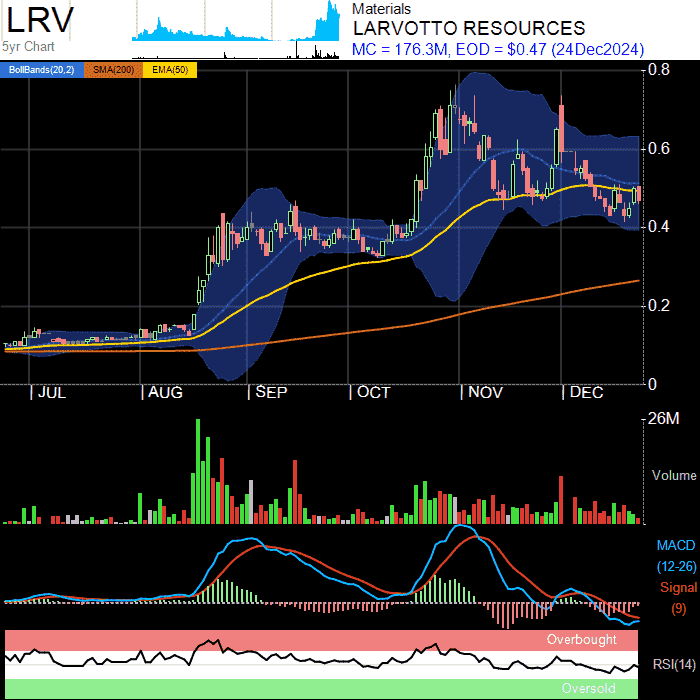 LRV
5yr Chart
Materials
LARVOTTO RESOURCES
MC = 176.3M, EOD = $0.47 (24Dec2024)
BollBands(20,2) SMA(200) EMA(50)
0.8
0.6
0.4
0.2
0
JUL AUG SEP OCT NOV DEC
26M
Volume
MACD
(12-26)
Signal
(9)
Overbought
RSI(14)
Oversold